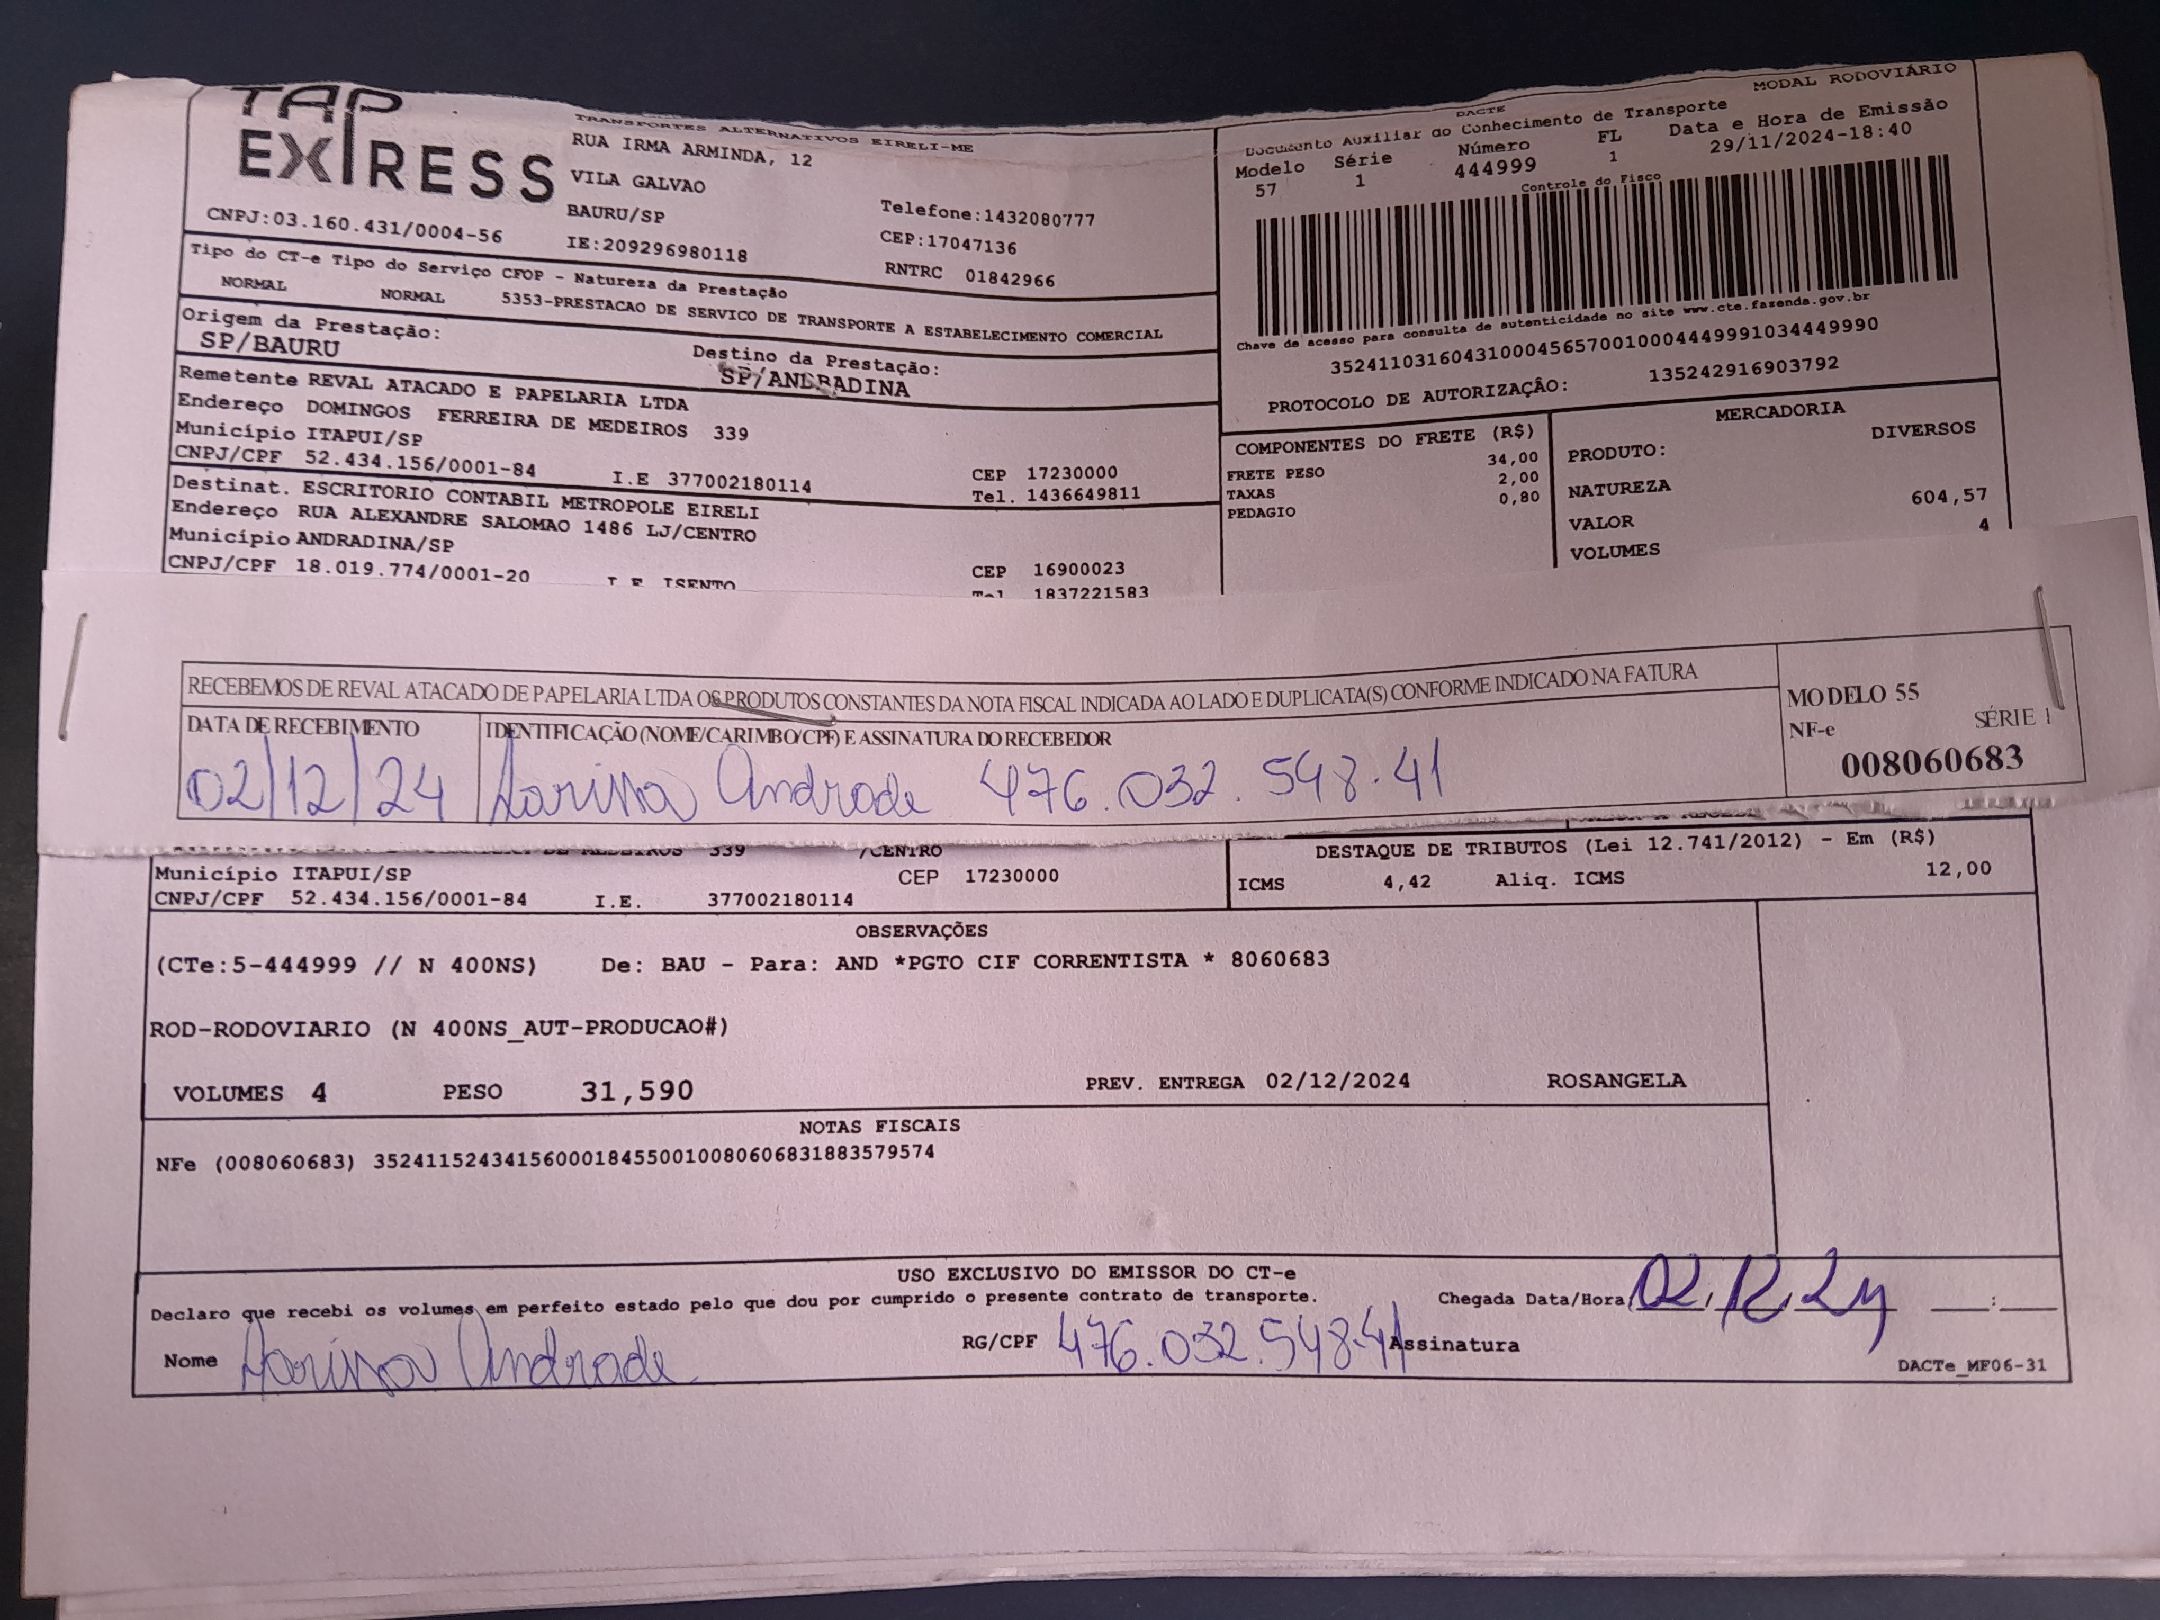 TAP
EXPRESS
TRANSPORTES ALTERNATIVOS EIRELI-ME
RUA IRMA ARMINDA, 12
VILA GALVAO
BAURU/SP Telefone:1432080777
CNPJ:03.160.431/0004-56 IE:209296980118 CEP:17047136
RNTRC 01842966
DACTE MODAL RODOVIÁRIO
Documento Auxiliar do Conhecimento de Transporte
Modelo Série Número FL Data e Hora de Emissão
57 1 444999 1 29/11/2024-18:40
Controle do Fisco
Chave de acesso para consulta de autenticidade no site www.cte.fazenda.gov.br
35241103160431000456570010004449991034449990
PROTOCOLO DE AUTORIZAÇÃO: 135242916903792
Tipo do CT-e Tipo do Serviço CFOP - Natureza da Prestação
NORMAL NORMAL 5353-PRESTACAO DE SERVICO DE TRANSPORTE A ESTABELECIMENTO COMERCIAL
Origem da Prestação: Destino da Prestação:
SP/BAURU SP/ANDRADINA
Remetente REVAL ATACADO E PAPELARIA LTDA
Endereço DOMINGOS FERREIRA DE MEDEIROS 339
Município ITAPUI/SP CEP 17230000
CNPJ/CPF 52.434.156/0001-84 I.E 377002180114 Tel. 1436649811
Destinat. ESCRITORIO CONTABIL METROPOLE EIRELI
Endereço RUA ALEXANDRE SALOMAO 1486 LJ/CENTRO
Município ANDRADINA/SP CEP 16900023
CNPJ/CPF 18.019.774/0001-20 I E ISENTO Tel 1837221583
COMPONENTES DO FRETE (R$)
FRETE PESO 34,00
TAXAS 2,00
PEDAGIO 0,80
MERCADORIA
PRODUTO: DIVERSOS
NATUREZA
VALOR 604,57
VOLUMES 4
RECEBEMOS DE REVAL ATACADO DE PAPELARIA LTDA OS PRODUTOS CONSTANTES DA NOTA FISCAL INDICADA AO LADO E DUPLICATA(S) CONFORME INDICADO NA FATURA
DATA DE RECEBIMENTO IDENTIFICAÇÃO (NOME/CARIMBO/CPF) E ASSINATURA DO RECEBEDOR
02/12/24 Larissa Andrade 476.032.548.41
MODELO 55
NF-e SÉRIE 1
008060683
339 /CENTRO
Município ITAPUI/SP CEP 17230000
CNPJ/CPF 52.434.156/0001-84 I.E. 377002180114
DESTAQUE DE TRIBUTOS (Lei 12.741/2012) - Em (R$)
ICMS 4,42 Aliq. ICMS 12,00
OBSERVAÇÕES
(CTe:5-444999 // N 400NS) De: BAU - Para: AND *PGTO CIF CORRENTISTA * 8060683
ROD-RODOVIARIO (N 400NS_AUT-PRODUCAO#)
VOLUMES 4 PESO 31,590 PREV. ENTREGA 02/12/2024 ROSANGELA
NOTAS FISCAIS
NFe (008060683) 35241152434156000184550010080606831883579574
USO EXCLUSIVO DO EMISSOR DO CT-e
Declaro que recebi os volumes em perfeito estado pelo que dou por cumprido o presente contrato de transporte. Chegada Data/Hora 02/12/24 :
Nome Larissa Andrade RG/CPF 476.032.548.41 Assinatura
DACTe_MF06-31